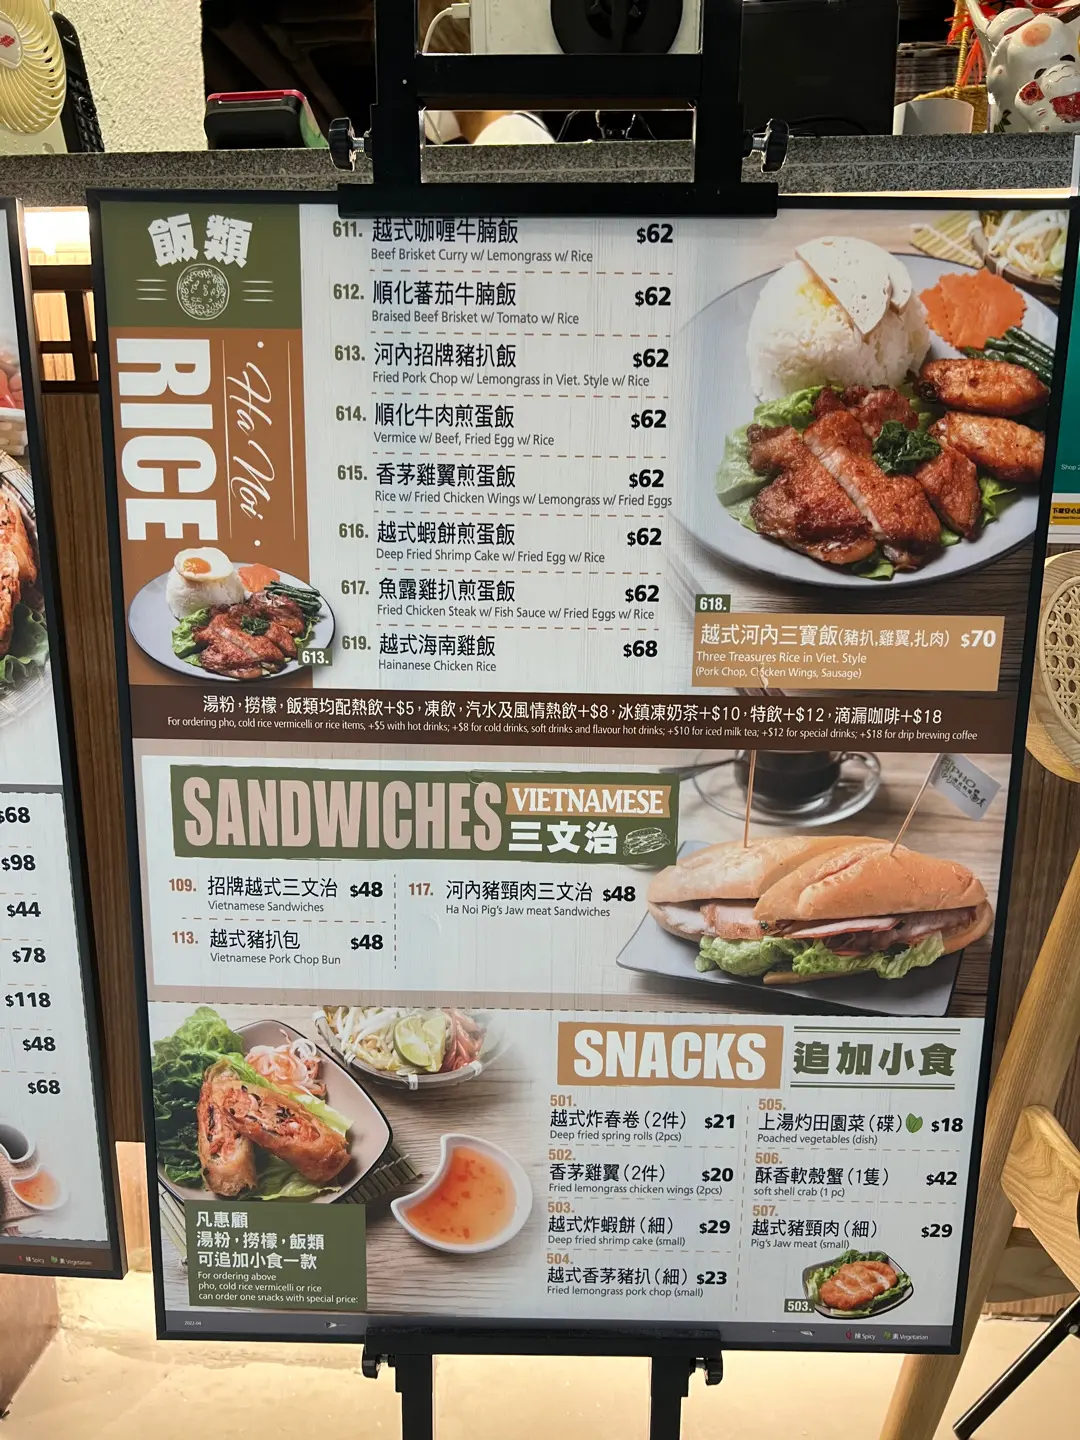 飯類
RICE
Ha Noi
613.
611. 越式咖喱牛腩飯 $62
Beef Brisket Curry w/ Lemongrass w/ Rice
612. 順化蕃茄牛腩飯 $62
Braised Beef Brisket w/ Tomato w/ Rice
613. 河內招牌豬扒飯 $62
Fried Pork Chop w/ Lemongrass in Viet. Style w/ Rice
614. 順化牛肉煎蛋飯 $62
Vermice w/ Beef, Fried Egg w/ Rice
615. 香茅雞翼煎蛋飯 $62
Rice w/ Fried Chicken Wings w/ Lemongrass w/ Fried Eggs
616. 越式蝦餅煎蛋飯 $62
Deep Fried Shrimp Cake w/ Fried Egg w/ Rice
617. 魚露雞扒煎蛋飯 $62
Fried Chicken Steak w/ Fish Sauce w/ Fried Eggs w/ Rice
619. 越式海南雞飯 $68
Hainanese Chicken Rice
618.
越式河內三寶飯(豬扒,雞翼,扎肉) $70
Three Treasures Rice in Viet. Style
(Pork Chop, Chicken Wings, Sausage)
湯粉，撈檬，飯類均配熱飲+$5，凍飲，汽水及風情熱飲+$8，冰鎮凍奶茶+$10，特飲+$12，滴漏咖啡+$18
For ordering pho, cold rice vermicelli or rice items, +$5 with hot drinks; +$8 for cold drinks, soft drinks and flavour hot drinks; +$10 for iced milk tea; +$12 for special drinks; +$18 for drip brewing coffee
SANDWICHES VIETNAMESE
三文治
109. 招牌越式三文治 $48
Vietnamese Sandwiches
113. 越式豬扒包 $48
Vietnamese Pork Chop Bun
117. 河內豬頸肉三文治 $48
Ha Noi Pig's Jaw meat Sandwiches
SNACKS 追加小食
501.
越式炸春卷(2件) $21
Deep fried spring rolls (2pcs)
502.
香茅雞翼(2件) $20
Fried lemongrass chicken wings (2pcs)
503.
越式炸蝦餅(細) $29
Deep fried shrimp cake (small)
504.
越式香茅豬扒(細) $23
Fried lemongrass pork chop (small)
505.
上湯灼田園菜(碟) $18
Poached vegetables (dish)
506.
酥香軟殼蟹(1隻) $42
soft shell crab (1 pc)
507.
越式豬頸肉(細) $29
Pig's Jaw meat (small)
503.
凡惠顧
湯粉，撈檬，飯類
可追加小食一款
For ordering above
pho, cold rice vermicelli or rice
can order one snacks with special price:
2022-04
辣 Spicy 素 Vegetarian
$68
$98
$44
$78
$118
$48
$68
辣 Spicy 素 Vegetarian